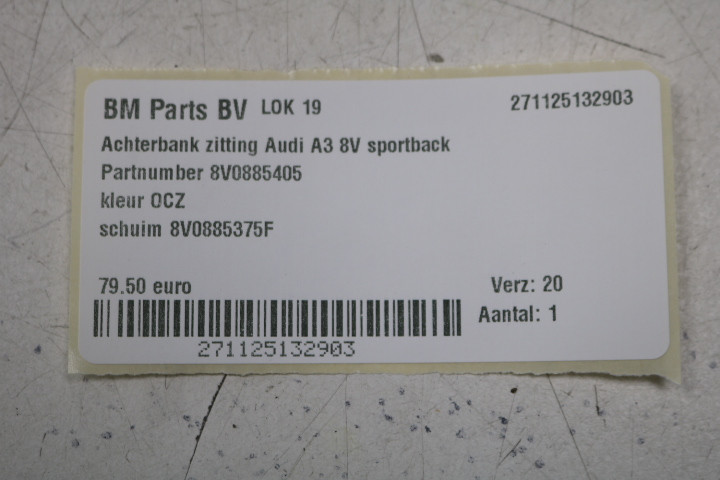 BM Parts BV LOK 19 271125132903
Achterbank zitting Audi A3 8V sportback
Partnumber 8V0885405
kleur OCZ
schuim 8V0885375F
79.50 euro Verz: 20
Aantal: 1
271125132903